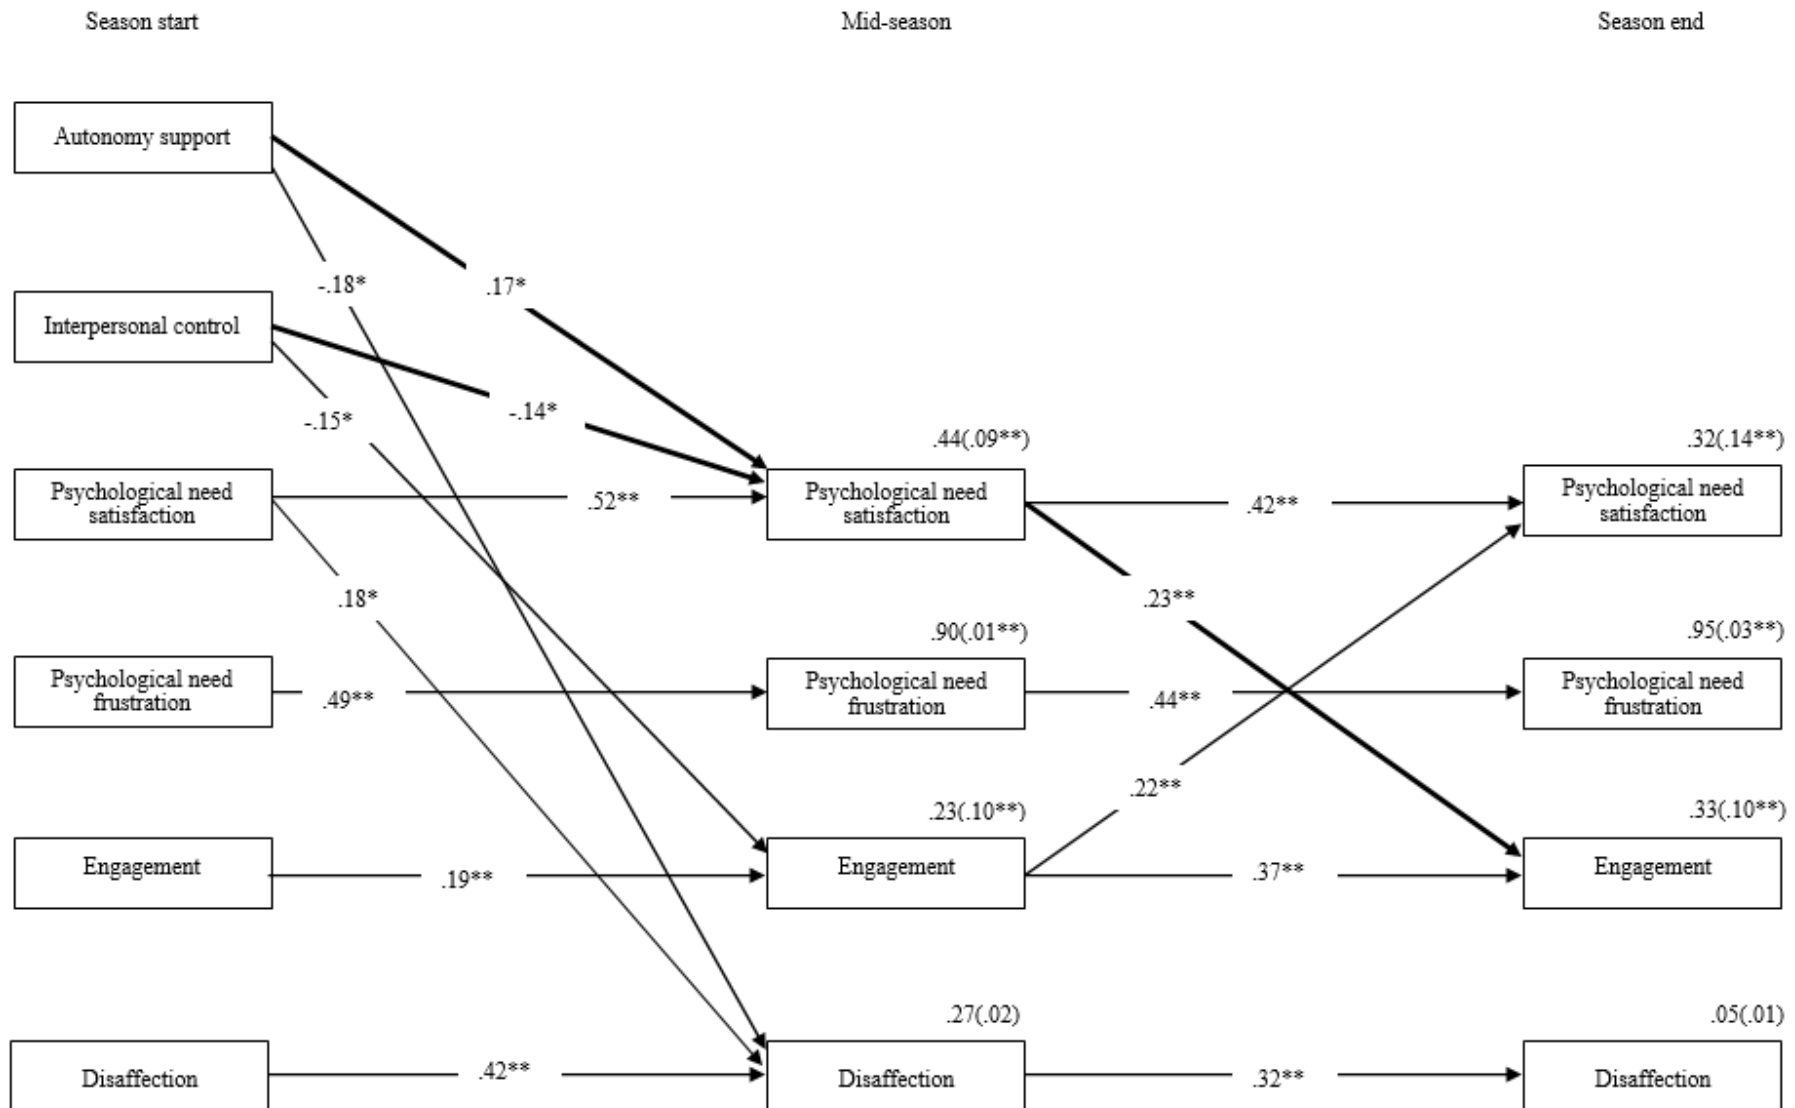 Season start
Mid-season
Season end
Autonomy support
-.18*
.17*
Interpersonal control
-.15*
-.14*
.44(.09**)
.32(.14**)
Psychological need
satisfaction
.52**
Psychological need
satisfaction
.42**
Psychological need
satisfaction
.18*
.23**
.90(.01**)
.95(.03**)
Psychological need
frustration
.49**
Psychological need
frustration
.44**
Psychological need
frustration
.22**
.23(.10**)
.33(.10**)
Engagement
.19**
Engagement
.37**
Engagement
.27(.02)
.05(.01)
Disaffection
.42**
Disaffection
.32**
Disaffection